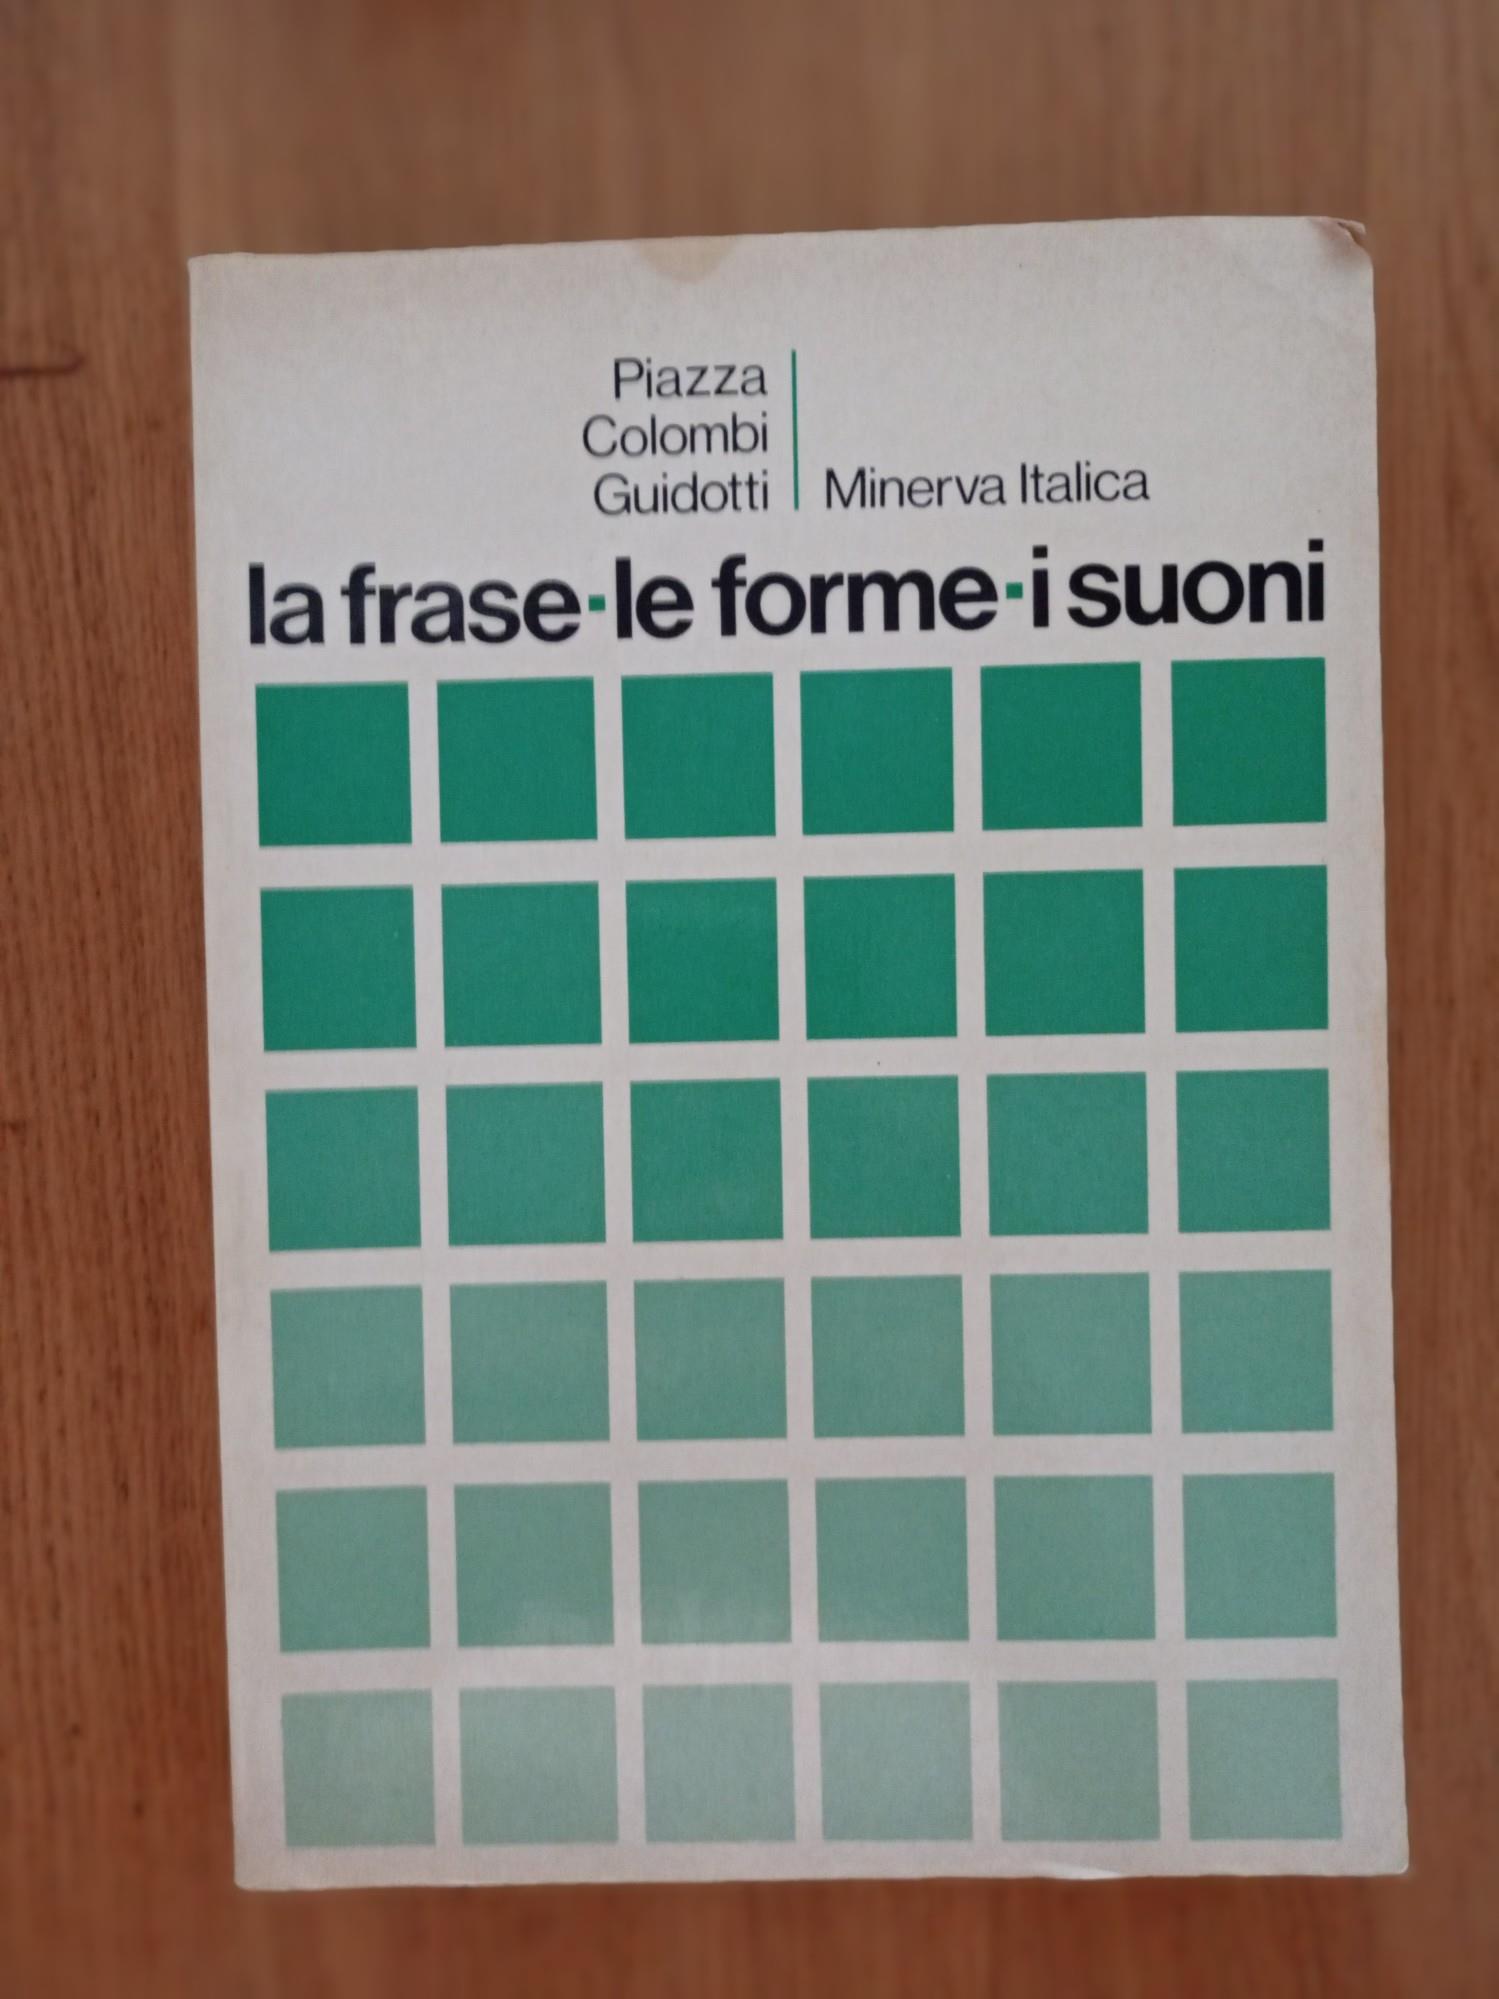 Piazza
Colombi
Guidotti
Minerva Italica
la frase·le forme·i suoni